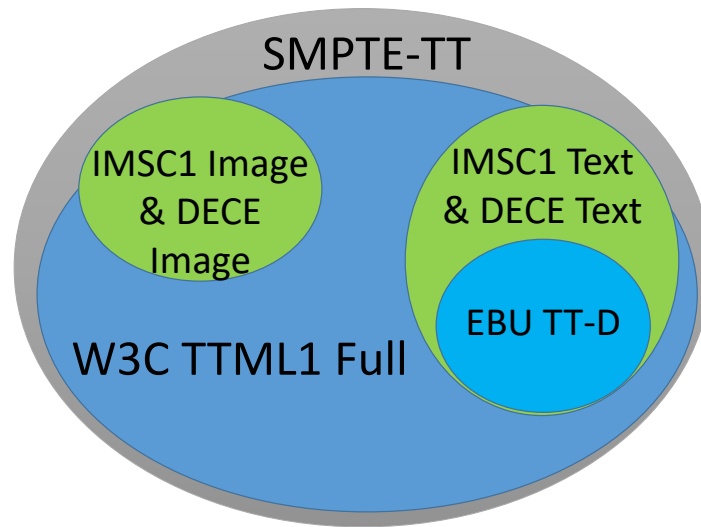 SMPTE-TT
IMSC1 Image
& DECE
Image
IMSC1 Text
& DECE Text
EBU TT-D
W3C TTML1 Full